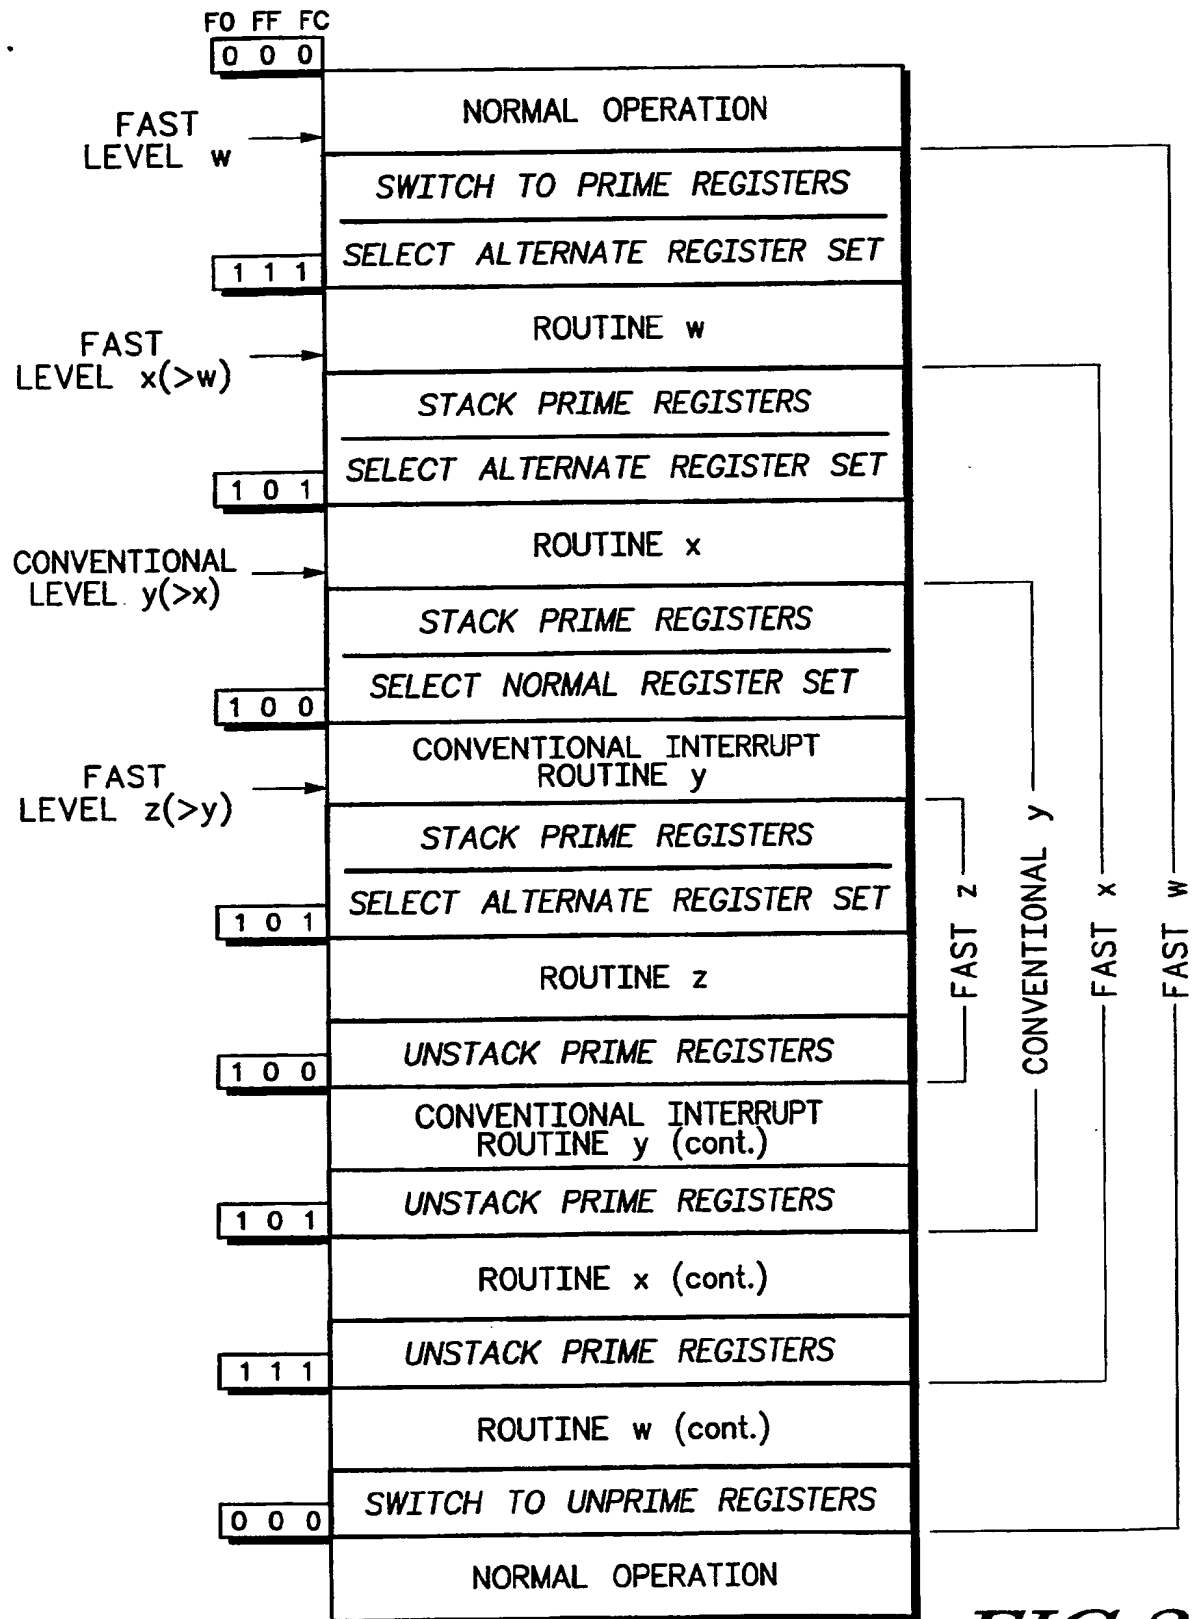 FO FF FC
0 0 0
NORMAL OPERATION
FAST
LEVEL w
SWITCH TO PRIME REGISTERS
SELECT ALTERNATE REGISTER SET
1 1 1
ROUTINE w
FAST
LEVEL x(>w)
STACK PRIME REGISTERS
SELECT ALTERNATE REGISTER SET
1 0 1
ROUTINE x
CONVENTIONAL
LEVEL y(>x)
STACK PRIME REGISTERS
SELECT NORMAL REGISTER SET
1 0 0
CONVENTIONAL INTERRUPT
ROUTINE y
FAST
LEVEL z(>y)
STACK PRIME REGISTERS
SELECT ALTERNATE REGISTER SET
1 0 1
ROUTINE z
UNSTACK PRIME REGISTERS
1 0 0
CONVENTIONAL INTERRUPT
ROUTINE y (cont.)
UNSTACK PRIME REGISTERS
1 0 1
ROUTINE x (cont.)
UNSTACK PRIME REGISTERS
1 1 1
ROUTINE w (cont.)
SWITCH TO UNPRIME REGISTERS
0 0 0
NORMAL OPERATION
FAST z
CONVENTIONAL y
FAST x
FAST w